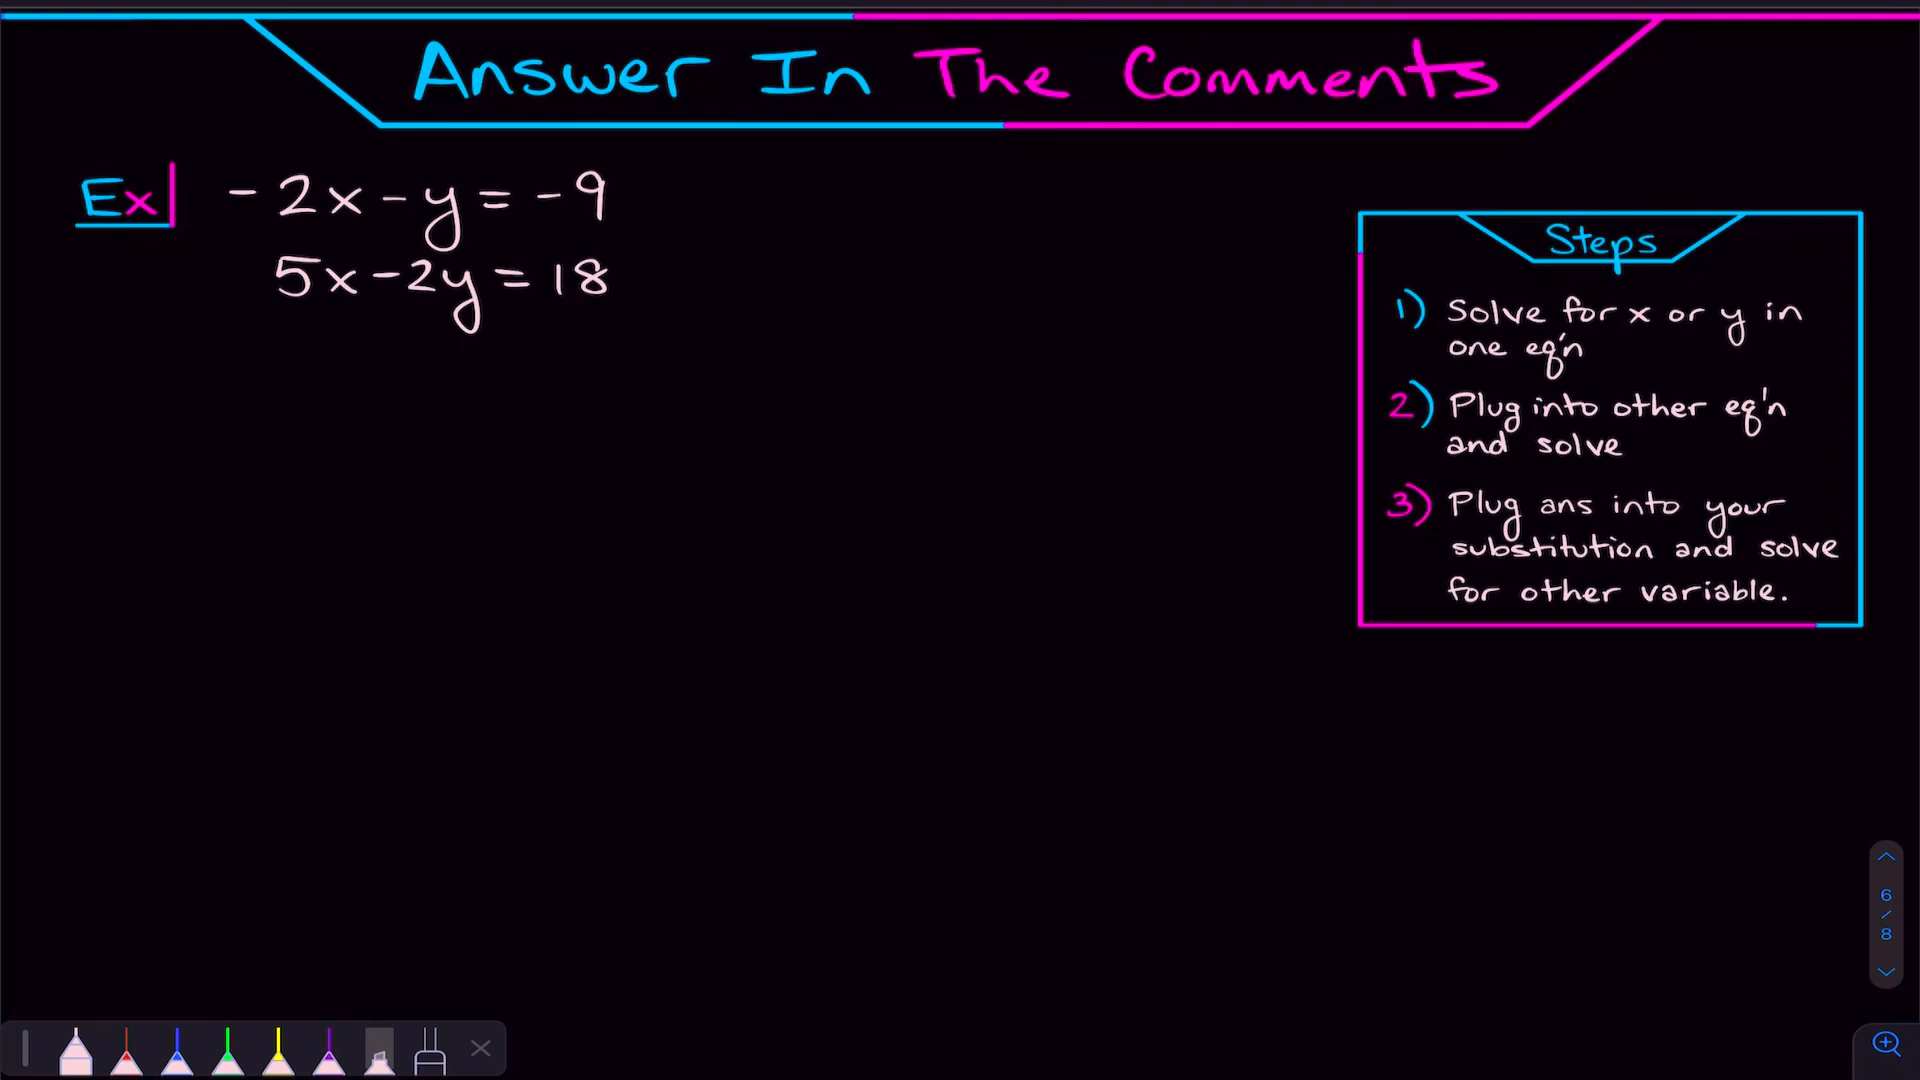 Answer In The Comments
Ex
-2x-y=-9
5x-2y=18
Steps
1) Solve for x or y in
one eq'n
2) Plug into other eq'n
and solve
3) Plug ans into your
substitution and solve
for other variable.
6
/
8